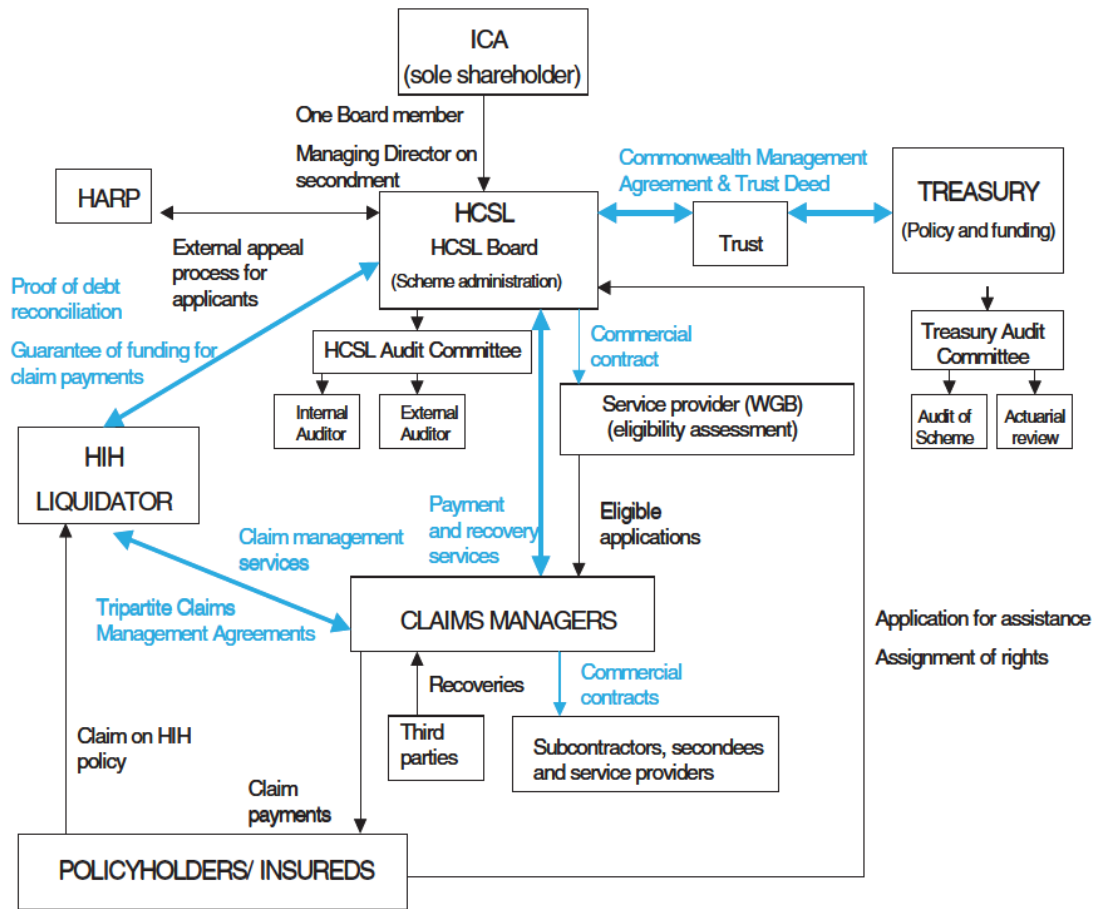 ICA
(sole shareholder)
One Board member
Managing Director on
secondment
Commonwealth Management
Agreement & Trust Deed
HARP
HCSL
HCSL Board
(Scheme administration)
Trust
TREASURY
(Policy and funding)
External appeal
process for
applicants
Proof of debt
reconciliation
Guarantee of funding for
claim payments
HCSL Audit Committee
Internal
Auditor
External
Auditor
Commercial
contract
Service provider (WGB)
(eligibility assessment)
Treasury Audit
Committee
Audit of
Scheme
Actuarial
review
HIH
LIQUIDATOR
Claim management
services
Tripartite Claims
Management Agreements
Payment
and recovery
services
Eligible
applications
CLAIMS MANAGERS
Application for assistance
Assignment of rights
Recoveries
Third
parties
Commercial
contracts
Subcontractors, secondees
and service providers
Claim on HIH
policy
Claim
payments
POLICYHOLDERS/ INSUREDS